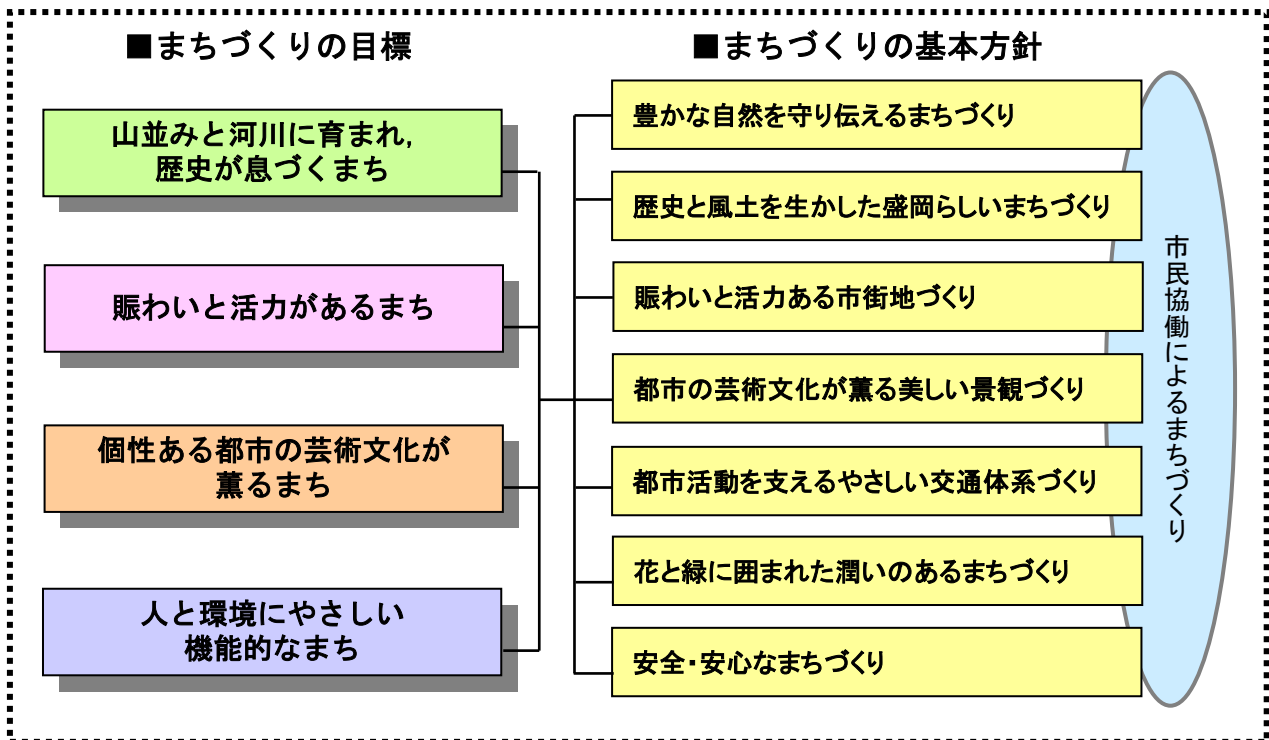 ■まちづくりの目標
山並みと河川に育まれ,
歴史が息づくまち
賑わいと活力があるまち
個性ある都市の芸術文化が
薫るまち
人と環境にやさしい
機能的なまち
■まちづくりの基本方針
豊かな自然を守り伝えるまちづくり
歴史と風土を生かした盛岡らしいまちづくり
賑わいと活力ある市街地づくり
都市の芸術文化が薫る美しい景観づくり
都市活動を支えるやさしい交通体系づくり
花と緑に囲まれた潤いのあるまちづくり
安全・安心なまちづくり
市民協働によるまちづくり